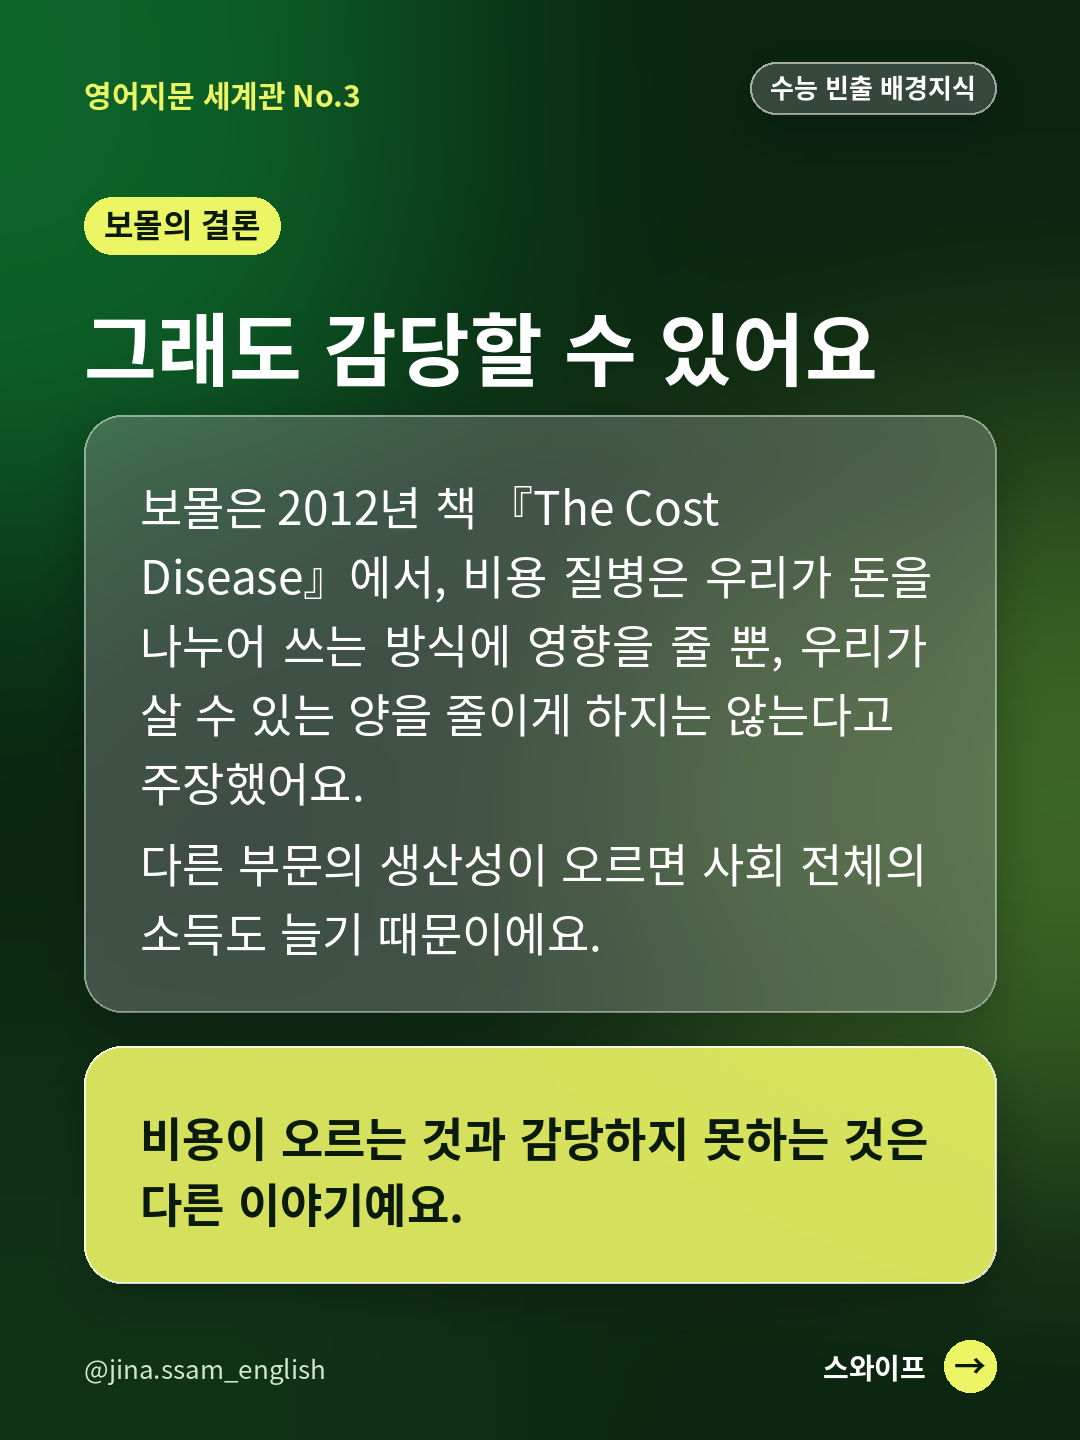 영어지문 세계관 No.3
수능 빈출 배경지식
보몰의 결론
그래도 감당할 수 있어요
보몰은 2012년 책 『The Cost
Disease』에서, 비용 질병은 우리가 돈을
나누어 쓰는 방식에 영향을 줄 뿐, 우리가
살 수 있는 양을 줄이게 하지는 않는다고
주장했어요.
다른 부문의 생산성이 오르면 사회 전체의
소득도 늘기 때문이에요.
비용이 오르는 것과 감당하지 못하는 것은
다른 이야기예요.
@jina.ssam_english
스와이프 →